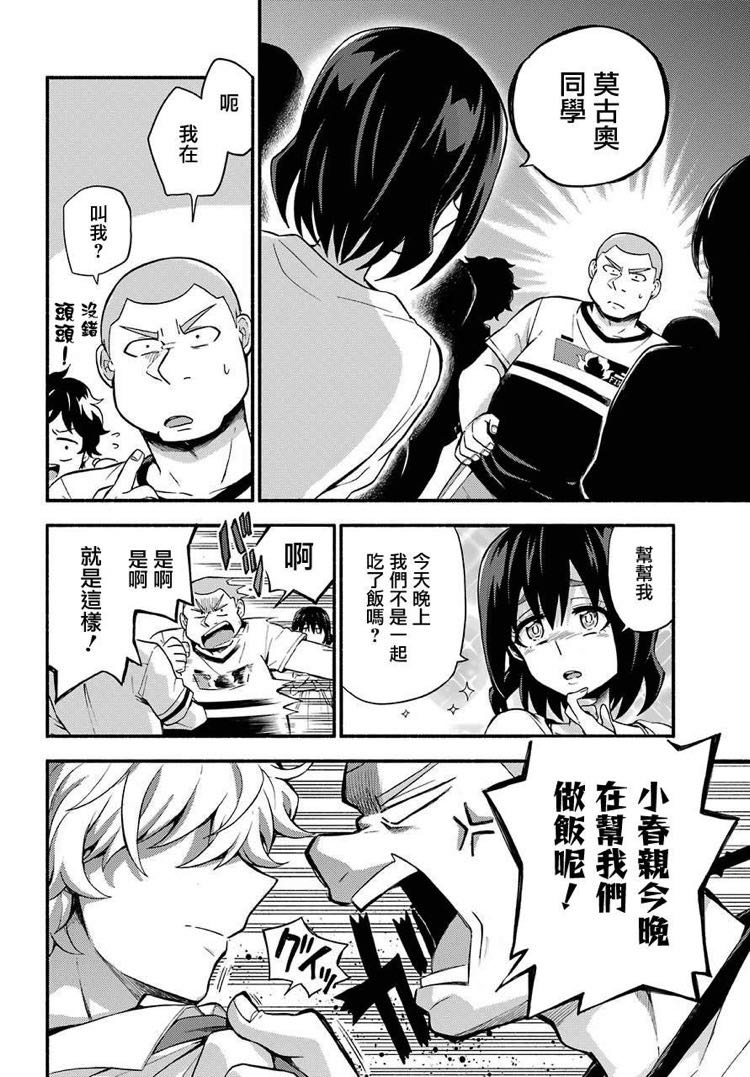 莫古奧
同學
呃
我在
叫我？
沒錯
頭頭！
幫幫我
今天晚上
我們不是一起
吃了飯嗎？
啊
是啊
是啊
就是這樣！
小春親今晚
在幫我們
做飯呢！
ガッ
グイッ